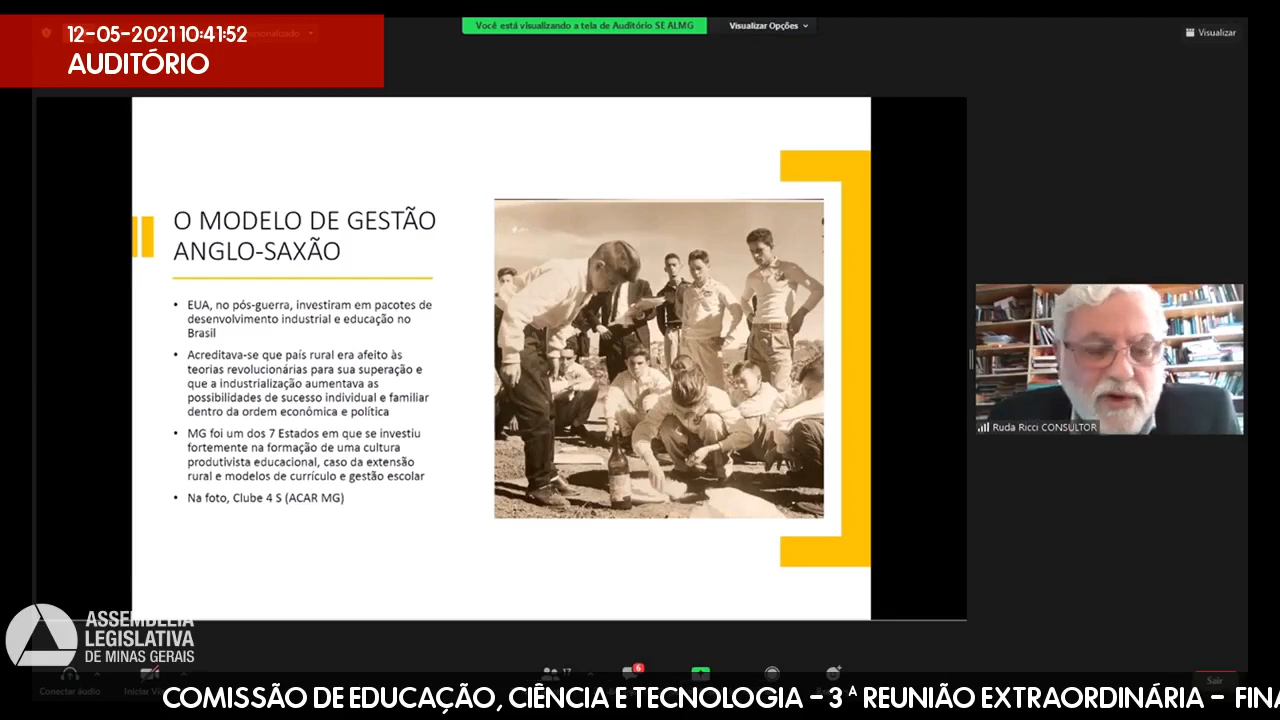 12-05-2021 10:41:52
AUDITÓRIO
Você está visualizando a tela de Auditório SE ALMG
Visualizar Opções
Visualizar
O MODELO DE GESTÃO
ANGLO-SAXÃO
• EUA, no pós-guerra, investiram em pacotes de
desenvolvimento industrial e educação no
Brasil
• Acreditava-se que país rural era afeito às
teorias revolucionárias para sua superação e
que a industrialização aumentava as
possibilidades de sucesso individual e familiar
dentro da ordem econômica e política
• MG foi um dos 7 Estados em que se investiu
fortemente na formação de uma cultura
produtivista educacional, caso da extensão
rural e modelos de currículo e gestão escolar
• Na foto, Clube 4 S (ACAR MG)
Ruda Ricci CONSULTOR
ASSEMBLEIA
LEGISLATIVA
DE MINAS GERAIS
17
6
Conectar áudio
Sair
COMISSÃO DE EDUCAÇÃO, CIÊNCIA E TECNOLOGIA - 3ª REUNIÃO EXTRAORDINÁRIA - FINA